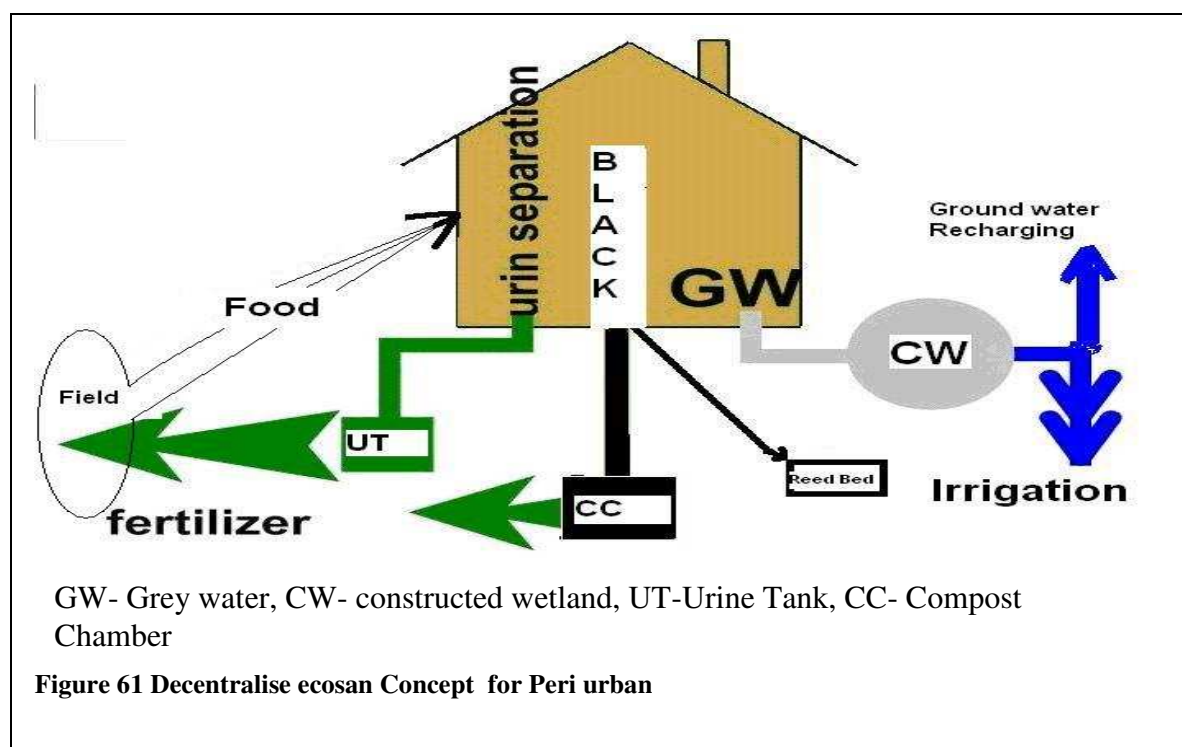 urin separation
BLACK
GW
Ground water
Recharging
Food
CW
Field
UT
Reed Bed
CC
Irrigation
fertilizer
GW- Grey water, CW- constructed wetland, UT-Urine Tank, CC- Compost
Chamber
Figure 61 Decentralise ecosan Concept for Peri urban